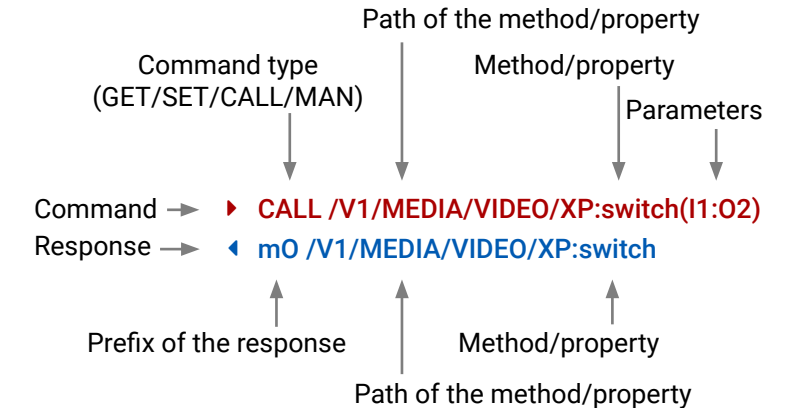 Path of the method/property
Command type
(GET/SET/CALL/MAN)
Method/property
Parameters
Command
CALL /V1/MEDIA/VIDEO/XP:switch(I1:O2)
Response
mO /V1/MEDIA/VIDEO/XP:switch
Prefix of the response
Method/property
Path of the method/property